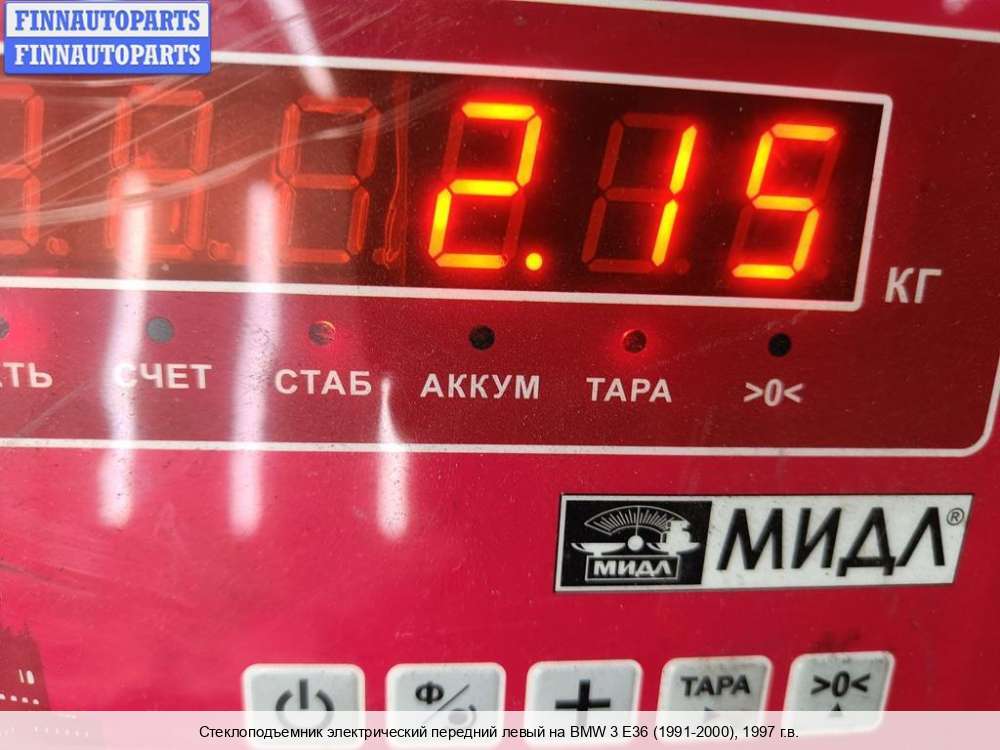 FINNAUTOPARTS
FINNAUTOPARTS
2.15
КГ
СЧЕТ СТАБ АККУМ ТАРА >0<
МИДЛ МИДЛ®
Ф ТАРА >0<
Стеклоподъемник электрический передний левый на BMW 3 E36 (1991-2000), 1997 г.в.